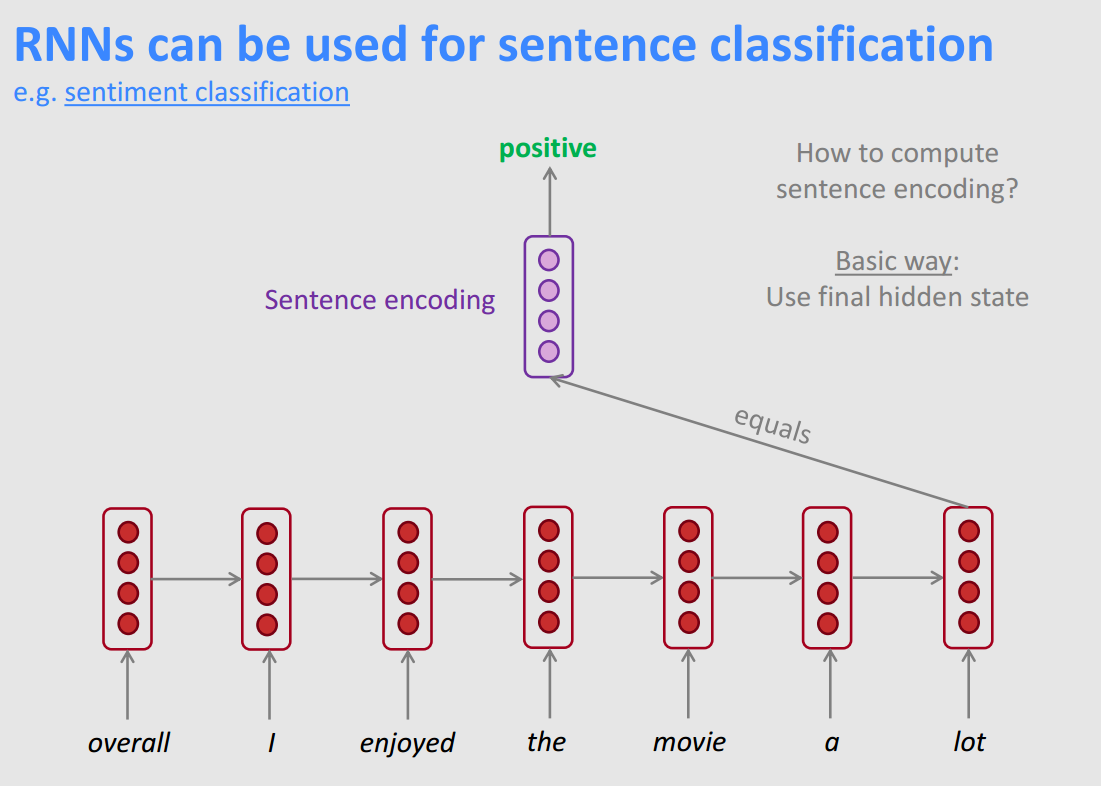 RNNs can be used for sentence classification
e.g. sentiment classification
positive
How to compute
sentence encoding?
Basic way:
Use final hidden state
Sentence encoding
equals
overall I enjoyed the movie a lot